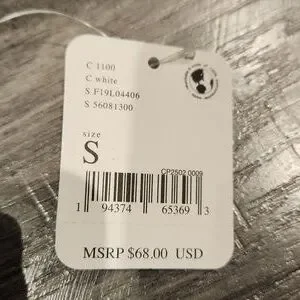 C 1100
C white
S F19L04406
S 56081300
size
S
CP2502 0009
1 94374 65369 3
MSRP $68.00 USD